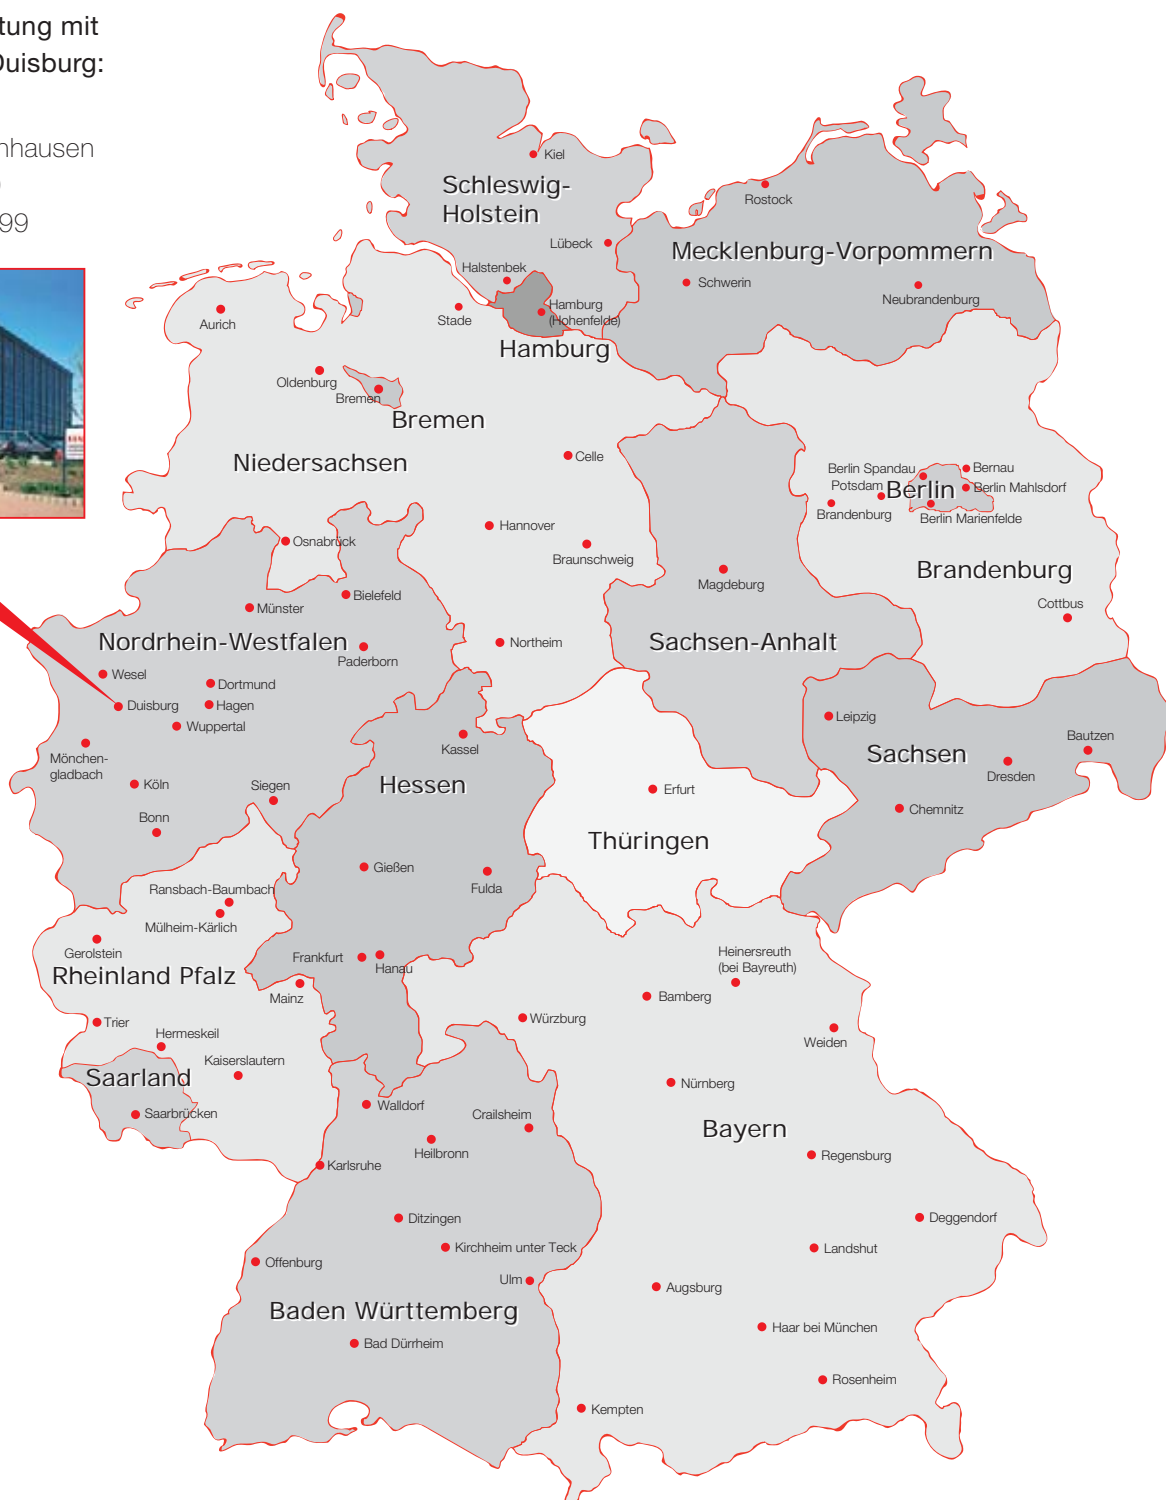 tung mit
Duisburg:
nhausen
99
Kiel
Schleswig-
Holstein
Rostock
Lübeck
Mecklenburg-Vorpommern
Halstenbek
Schwerin
Neubrandenburg
Hamburg
(Hohenfelde)
Aurich
Stade
Hamburg
Oldenburg
Bremen
Bremen
Niedersachsen
Celle
Berlin Spandau
Bernau
Potsdam
Berlin
Berlin Mahlsdorf
Brandenburg
Berlin Marienfelde
Hannover
Osnabrück
Braunschweig
Brandenburg
Magdeburg
Bielefeld
Münster
Cottbus
Nordrhein-Westfalen
Northeim
Sachsen-Anhalt
Paderborn
Wesel
Dortmund
Duisburg
Hagen
Leipzig
Wuppertal
Kassel
Bautzen
Sachsen
Mönchen-
gladbach
Dresden
Köln
Siegen
Hessen
Erfurt
Chemnitz
Bonn
Thüringen
Gießen
Fulda
Ransbach-Baumbach
Mülheim-Kärlich
Gerolstein
Frankfurt
Hanau
Heinersreuth
(bei Bayreuth)
Rheinland Pfalz
Mainz
Bamberg
Trier
Würzburg
Hermeskeil
Weiden
Kaiserslautern
Saarland
Nürnberg
Saarbrücken
Walldorf
Crailsheim
Bayern
Heilbronn
Karlsruhe
Regensburg
Ditzingen
Deggendorf
Kirchheim unter Teck
Landshut
Offenburg
Ulm
Augsburg
Baden Württemberg
Haar bei München
Bad Dürrheim
Rosenheim
Kempten